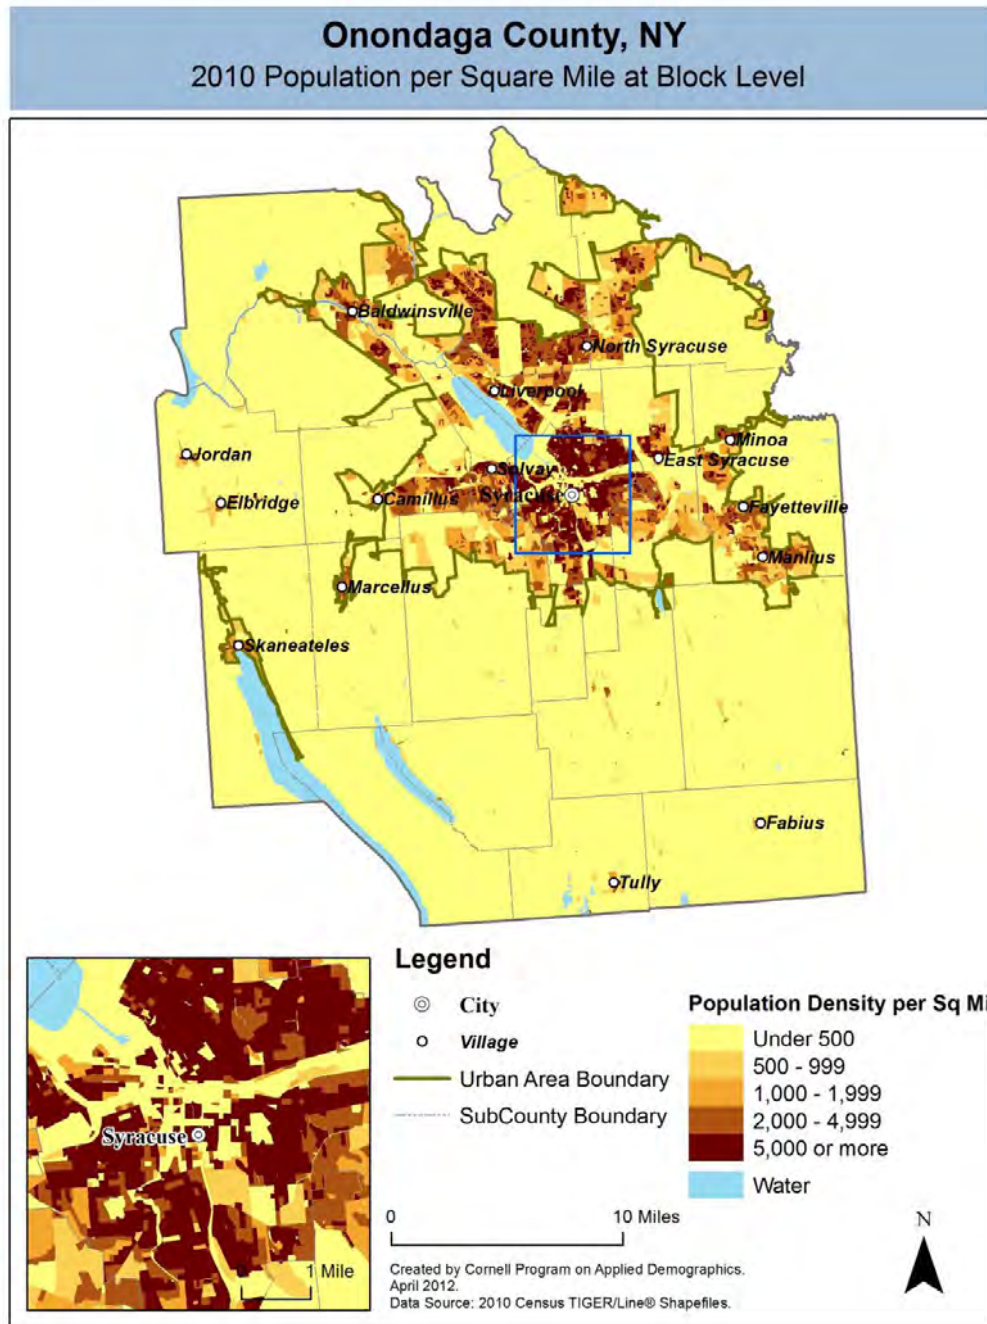 Onondaga County, NY
2010 Population per Square Mile at Block Level
Baldwinsville
North Syracuse
Liverpool
Minoa
Jordan
East Syracuse
Solvay
Syracuse
Elbridge
Camillus
Fayetteville
Manlius
Marcellus
Skaneateles
Fabius
Tully
Syracuse
0 1 Mile
Legend
City
Village
Urban Area Boundary
SubCounty Boundary
Population Density per Sq Mi
Under 500
500 - 999
1,000 - 1,999
2,000 - 4,999
5,000 or more
Water
0 10 Miles
N
Created by Cornell Program on Applied Demographics.
April 2012.
Data Source: 2010 Census TIGER/Line® Shapefiles.